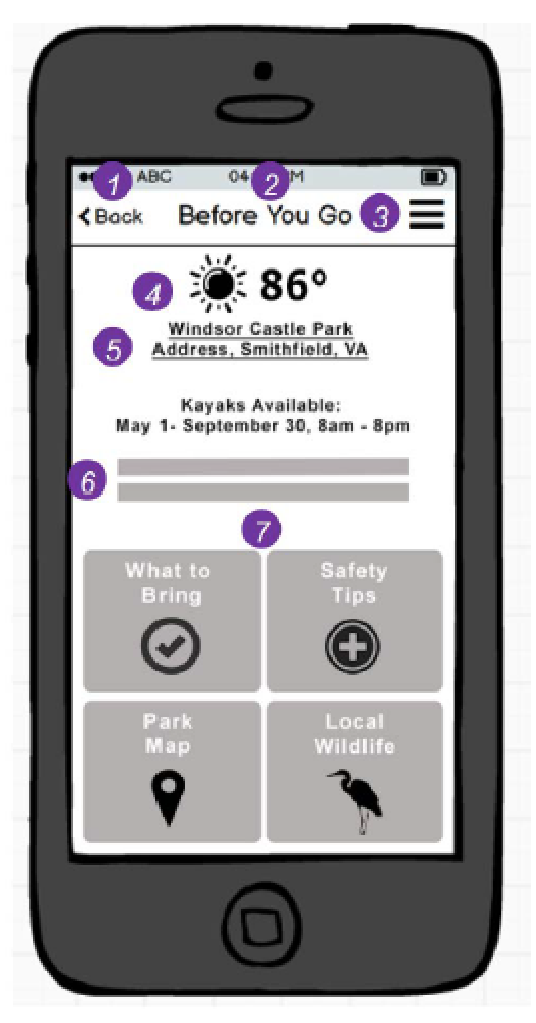 1 ABC 04 2 M
Back Before You Go 3
4 86°
Windsor Castle Park
5 Address, Smithfield, VA
Kayaks Available:
May 1- September 30, 8am - 8pm
6
7
What to
Bring
Safety
Tips
Park
Map
Local
Wildlife